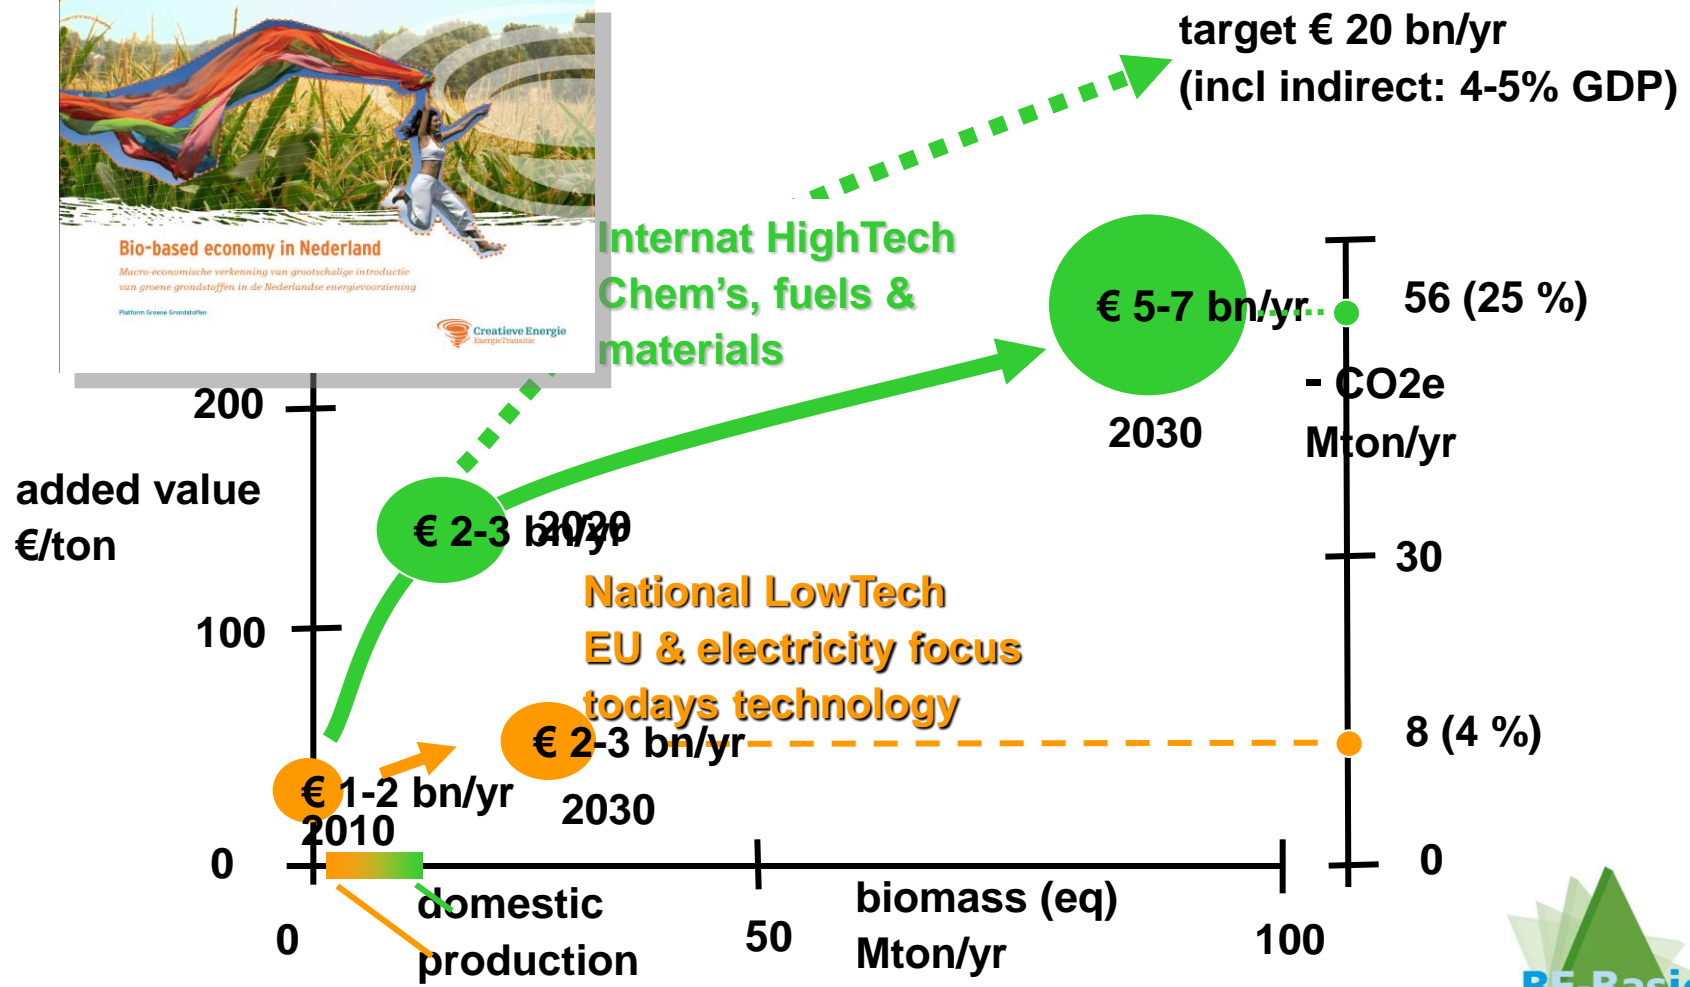 target € 20 bn/yr
(incl indirect: 4-5% GDP)
Bio-based economy in Nederland
Macro-economische verkenning van grootschalige introductie
van groene grondstoffen in de Nederlandse energievoorziening
Platform Groene Grondstoffen
Creatieve Energie
EnergieTransitie
Internat HighTech
Chem's, fuels &
materials
€ 5-7 bn/yr
2030
56 (25 %)
- CO2e
Mton/yr
200
added value
€/ton
€ 2-3 bn/yr
2020
30
National LowTech
EU & electricity focus
todays technology
100
€ 2-3 bn/yr
2030
8 (4 %)
€ 1-2 bn/yr
2010
0
0
domestic
production
biomass (eq)
Mton/yr
0
50
100
BE-Basic